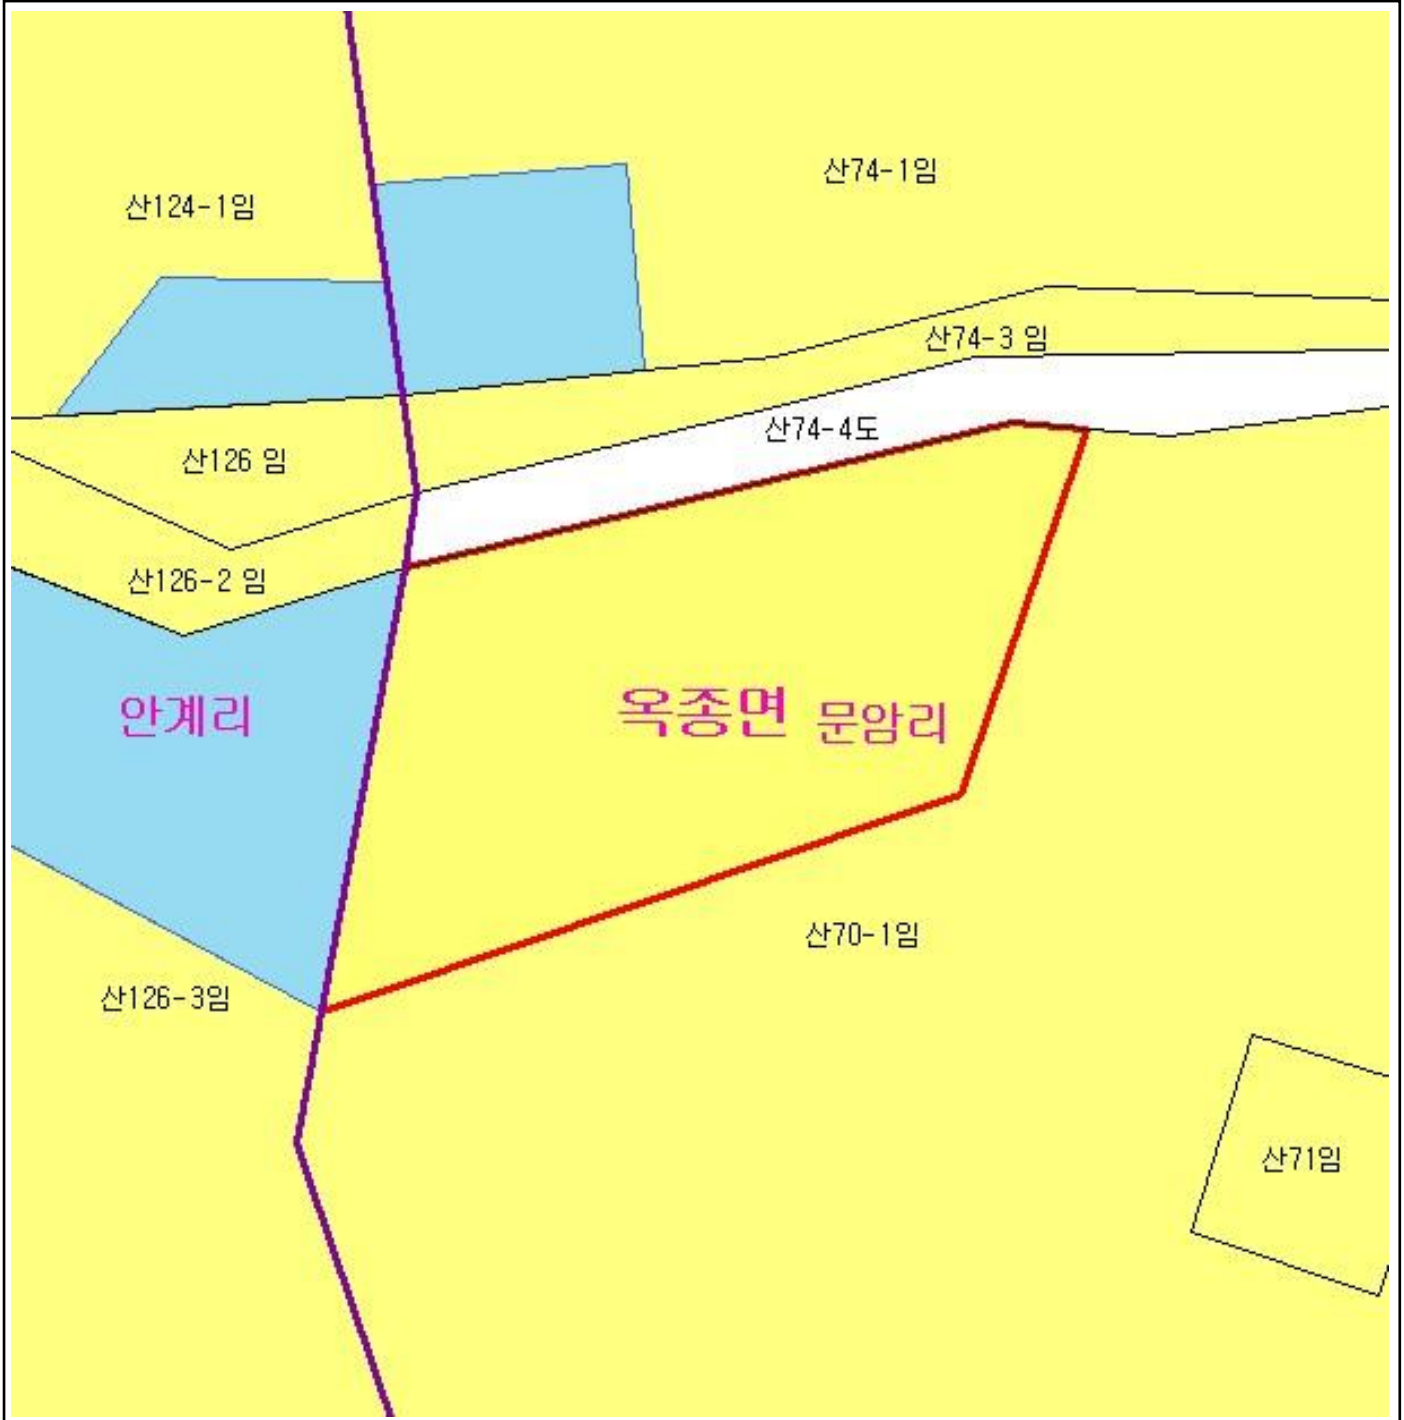 산74-1임
산124-1임
산74-3 임
산74-4도
산126 임
산126-2 임
안계리
옥종면 문암리
산70-1임
산126-3임
산71임